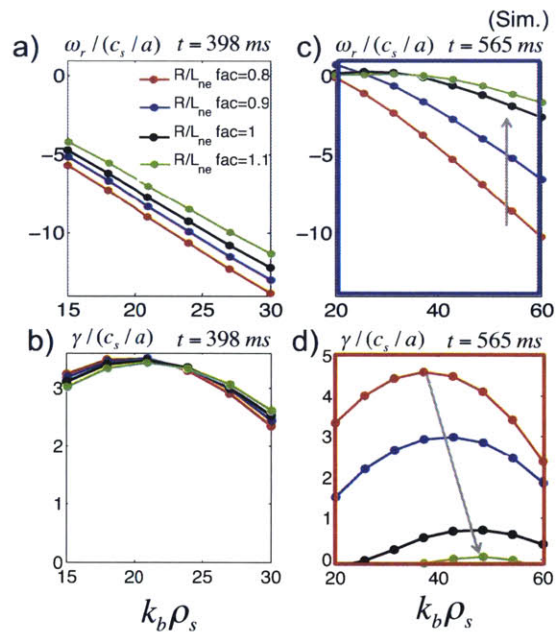 (Sim.)
a) ω_r / (c_s / a) t = 398 ms
c) ω_r / (c_s / a) t = 565 ms
R/L_ne fac=0.8
R/L_ne fac=0.9
R/L_ne fac=1
R/L_ne fac=1.1
0
−5
−10
15 20 25 30
0
−5
−10
20 40 60
b) γ / (c_s / a) t = 398 ms
d) γ / (c_s / a) t = 565 ms
3
2
1
0
15 20 25 30
k_b ρ_s
5
4
3
2
1
0
20 40 60
k_b ρ_s